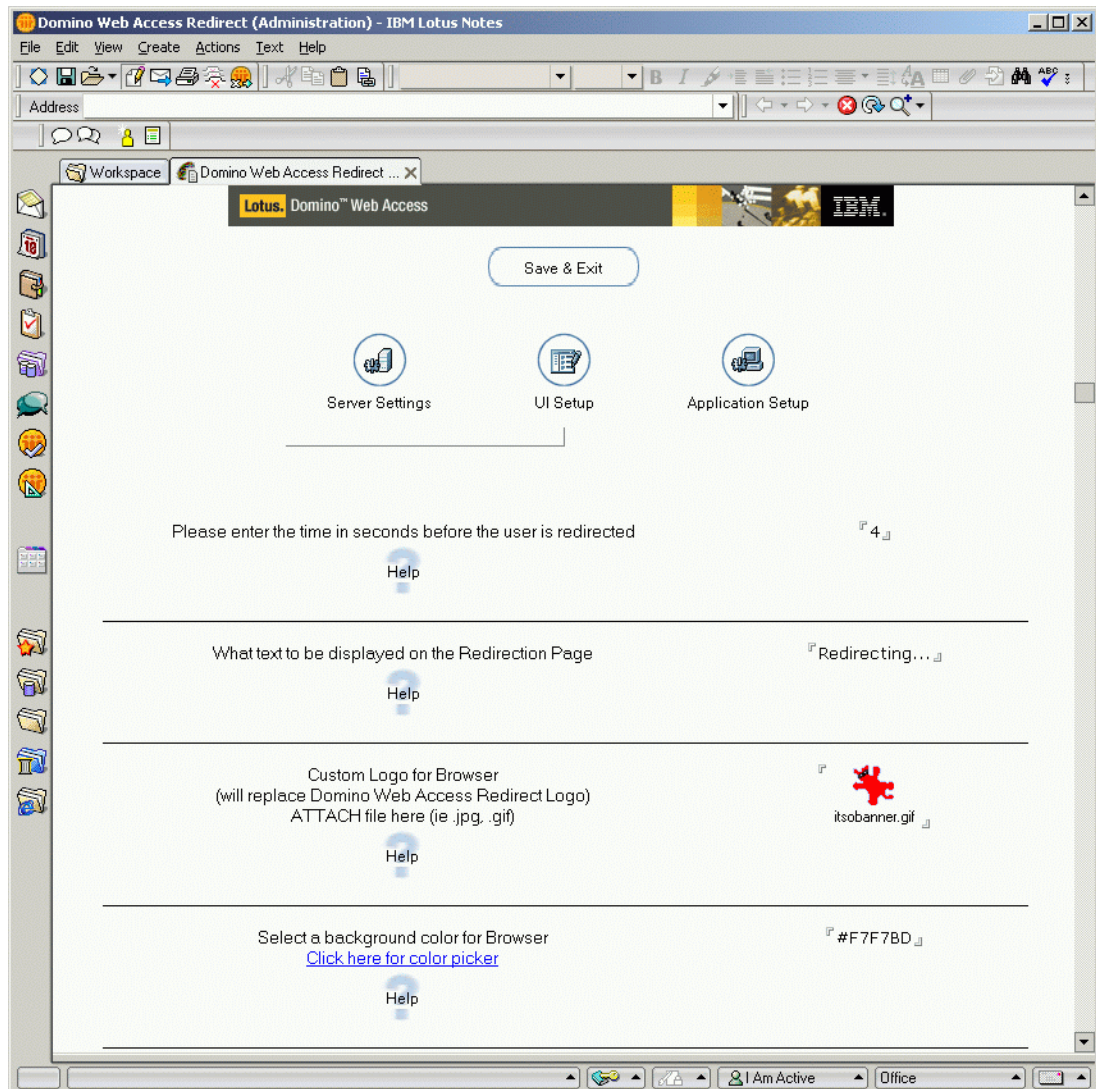 Domino Web Access Redirect (Administration) - IBM Lotus Notes
File Edit View Create Actions Text Help
B I A ABC
Address
Workspace Domino Web Access Redirect ...
Lotus. Domino™ Web Access IBM.
18
Save & Exit
Server Settings UI Setup Application Setup
Please enter the time in seconds before the user is redirected 4
Help
What text to be displayed on the Redirection Page Redirecting...
Help
Custom Logo for Browser
(will replace Domino Web Access Redirect Logo)
ATTACH file here (ie .jpg, .gif)
itsobanner.gif
Help
Select a background color for Browser #F7F7BD
Click here for color picker
Help
I Am Active Office